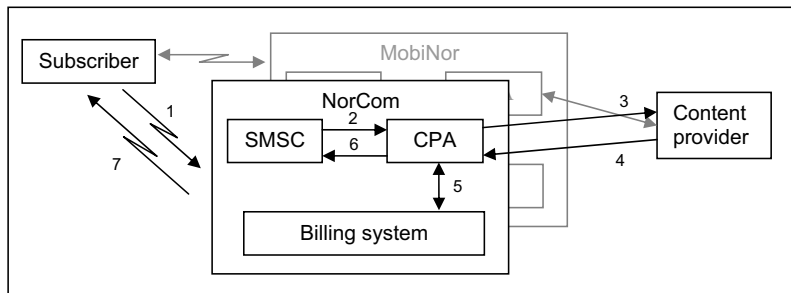 Subscriber
MobiNor
NorCom
1
2
3
SMSC
CPA
Content
provider
6
4
7
5
Billing system